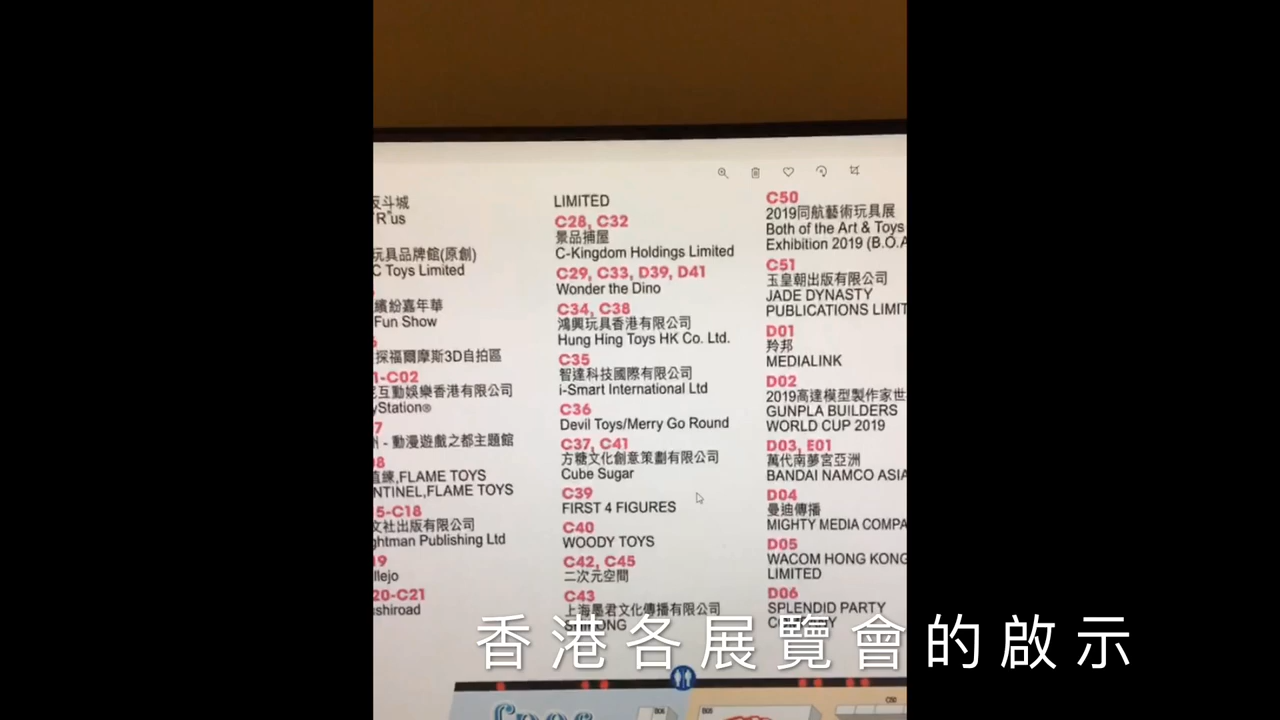 反斗城
"R"us
玩具品牌館(原創)
C Toys Limited
繽紛嘉年華
Fun Show
探福爾摩斯3D自拍區
1-C02
尼互動娛樂香港有限公司
yStation®
7
州 - 動漫遊戲之都主題館
08
值練,FLAME TOYS
NTINEL,FLAME TOYS
5-C18
文社出版有限公司
ghtman Publishing Ltd
19
llejo
20-C21
shiroad
LIMITED
C28, C32
景品捕屋
C-Kingdom Holdings Limited
C29, C33, D39, D41
Wonder the Dino
C34, C38
鴻興玩具香港有限公司
Hung Hing Toys HK Co. Ltd.
C35
智達科技國際有限公司
i-Smart International Ltd
C36
Devil Toys/Merry Go Round
C37, C41
方糖文化創意策劃有限公司
Cube Sugar
C39
FIRST 4 FIGURES
C40
WOODY TOYS
C42, C45
二次元空間
C43
上海墨君文化傳播有限公司
C50
2019同航藝術玩具展
Both of the Art & Toys
Exhibition 2019 (B.O.A
C51
玉皇朝出版有限公司
JADE DYNASTY
PUBLICATIONS LIMIT
D01
羚邦
MEDIALINK
D02
2019高達模型製作家世
GUNPLA BUILDERS
WORLD CUP 2019
D03, E01
萬代南夢宮亞洲
BANDAI NAMCO ASIA
D04
曼迪傳播
MIGHTY MEDIA COMPA
D05
WACOM HONG KONG
LIMITED
D06
SPLENDID PARTY
COMPANY
香港各展覽會的啟示